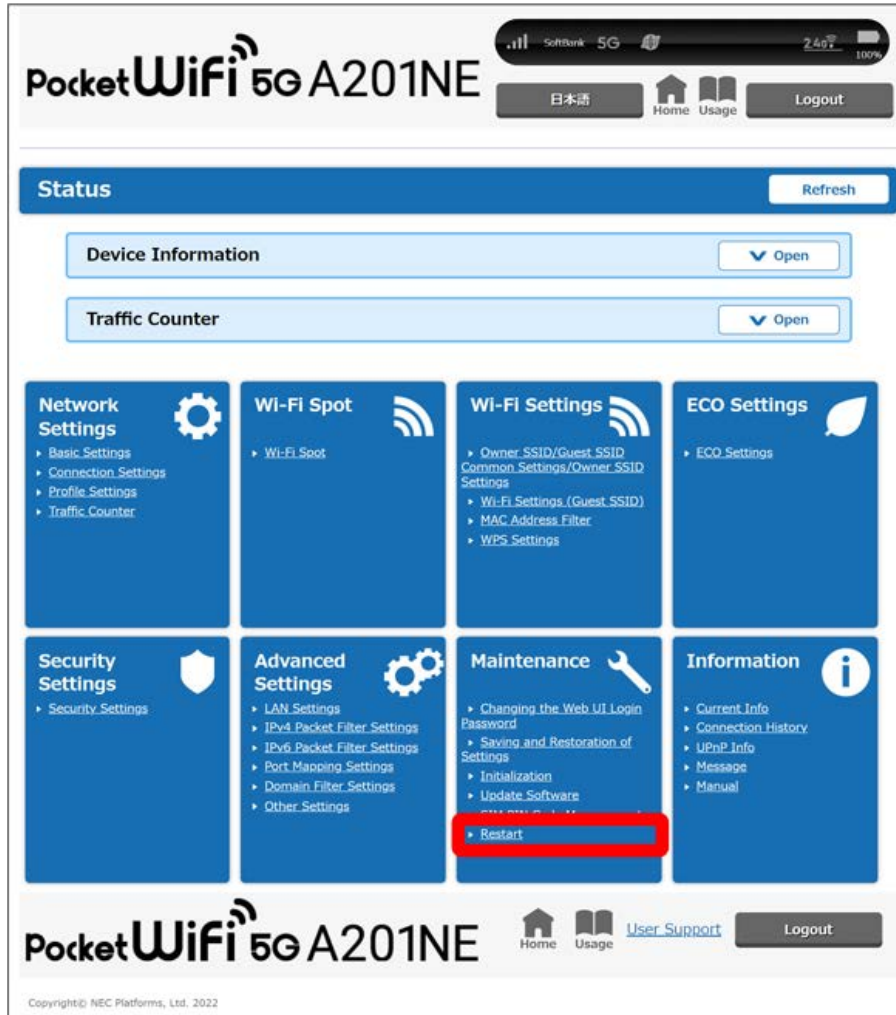 Pocket WiFi 5G A201NE
SoftBank 5G 2.4G 100%
日本語 Home Usage Logout
Status Refresh
Device Information Open
Traffic Counter Open
Network
Settings
Basic Settings
Connection Settings
Profile Settings
Traffic Counter
Wi-Fi Spot
Wi-Fi Spot
Wi-Fi Settings
Owner SSID/Guest SSID
Common Settings/Owner SSID
Settings
Wi-Fi Settings (Guest SSID)
MAC Address Filter
WPS Settings
ECO Settings
ECO Settings
Security
Settings
Security Settings
Advanced
Settings
LAN Settings
IPv4 Packet Filter Settings
IPv6 Packet Filter Settings
Port Mapping Settings
Domain Filter Settings
Other Settings
Maintenance
Changing the Web UI Login
Password
Saving and Restoration of
Settings
Initialization
Update Software
Restart
Information
Current Info
Connection History
UPnP Info
Message
Manual
Pocket WiFi 5G A201NE
Home Usage User Support Logout
Copyright© NEC Platforms, Ltd. 2022